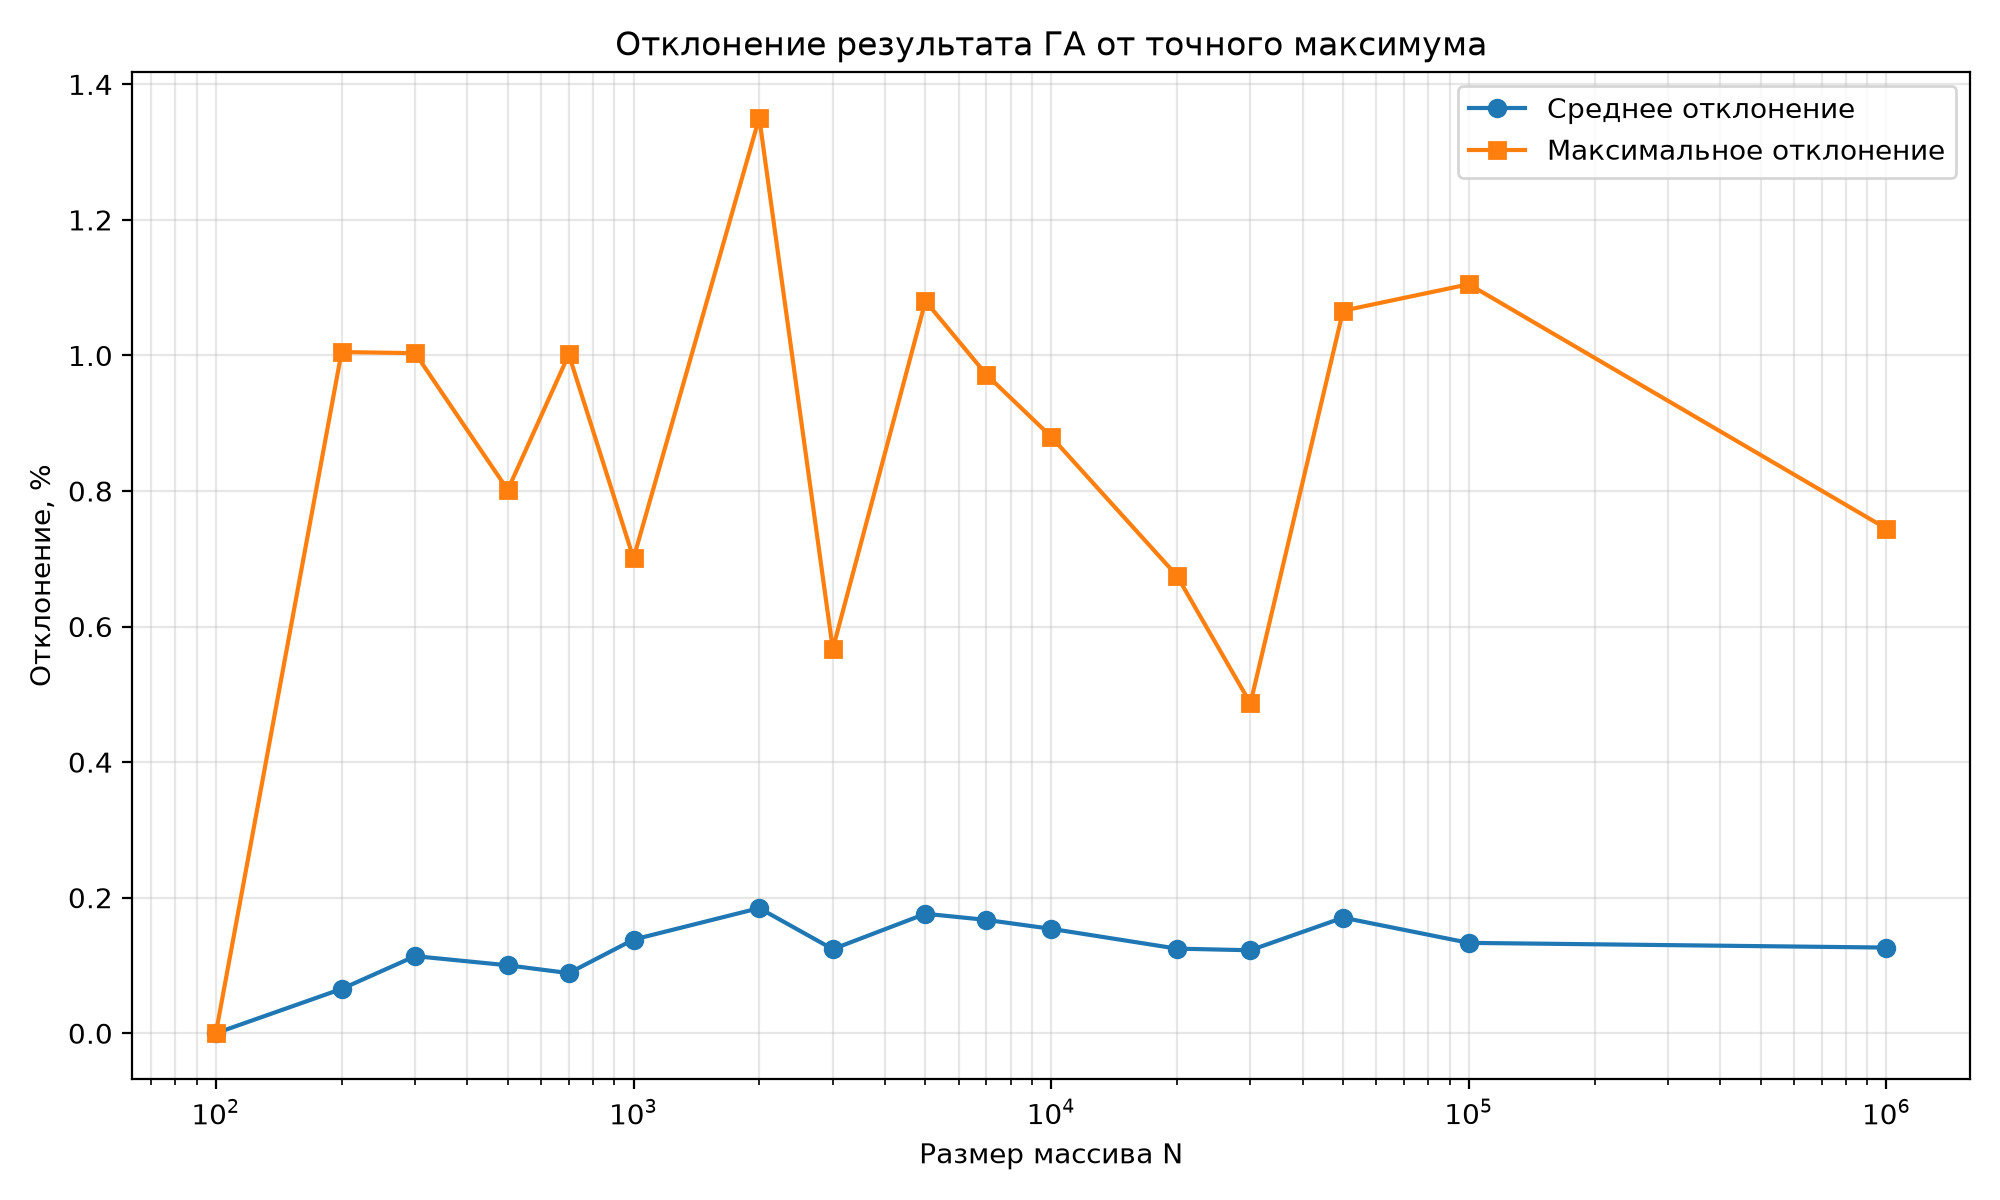 Отклонение результата ГА от точного максимума
Среднее отклонение
Максимальное отклонение
Отклонение, %
1.4
1.2
1.0
0.8
0.6
0.4
0.2
0.0
10² 10³ 10⁴ 10⁵ 10⁶
Размер массива N